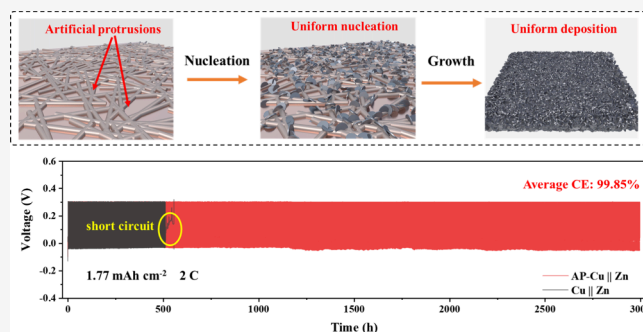 Artificial protrusions
Nucleation
Uniform nucleation
Growth
Uniform deposition
Voltage (V)
0.6
0.4
0.2
0.0
-0.2
-0.4
Average CE: 99.85%
short circuit
1.77 mAh cm⁻² 2 C
AP-Cu || Zn
Cu || Zn
0 500 1000 1500 2000 2500 3000
Time (h)